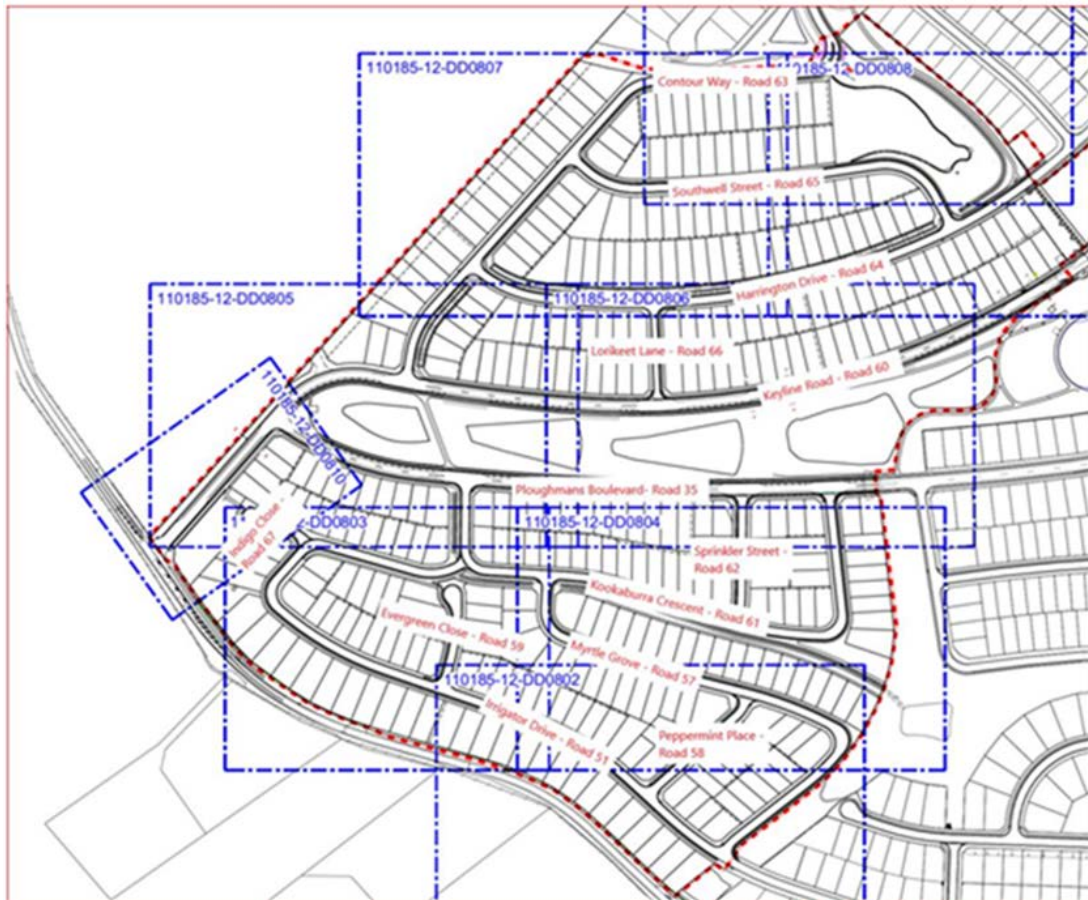 110185-12-DD0807
110185-12-DD0808
Contour Way - Road 63
Southwell Street - Road 65
Harrington Drive - Road 64
110185-12-DD0805
110185-12-DD0806
Lorikeet Lane - Road 66
Keyline Road - Road 60
110185-12-DD0810
Ploughmans Boulevard- Road 35
-DD0803
110185-12-DD0804
Indigo Close -
Road 67
Sprinkler Street -
Road 62
Kookaburra Crescent - Road 61
Evergreen Close - Road 59
Myrtle Grove - Road 57
110185-12-DD0802
Irrigator Drive - Road 51
Peppermint Place -
Road 58